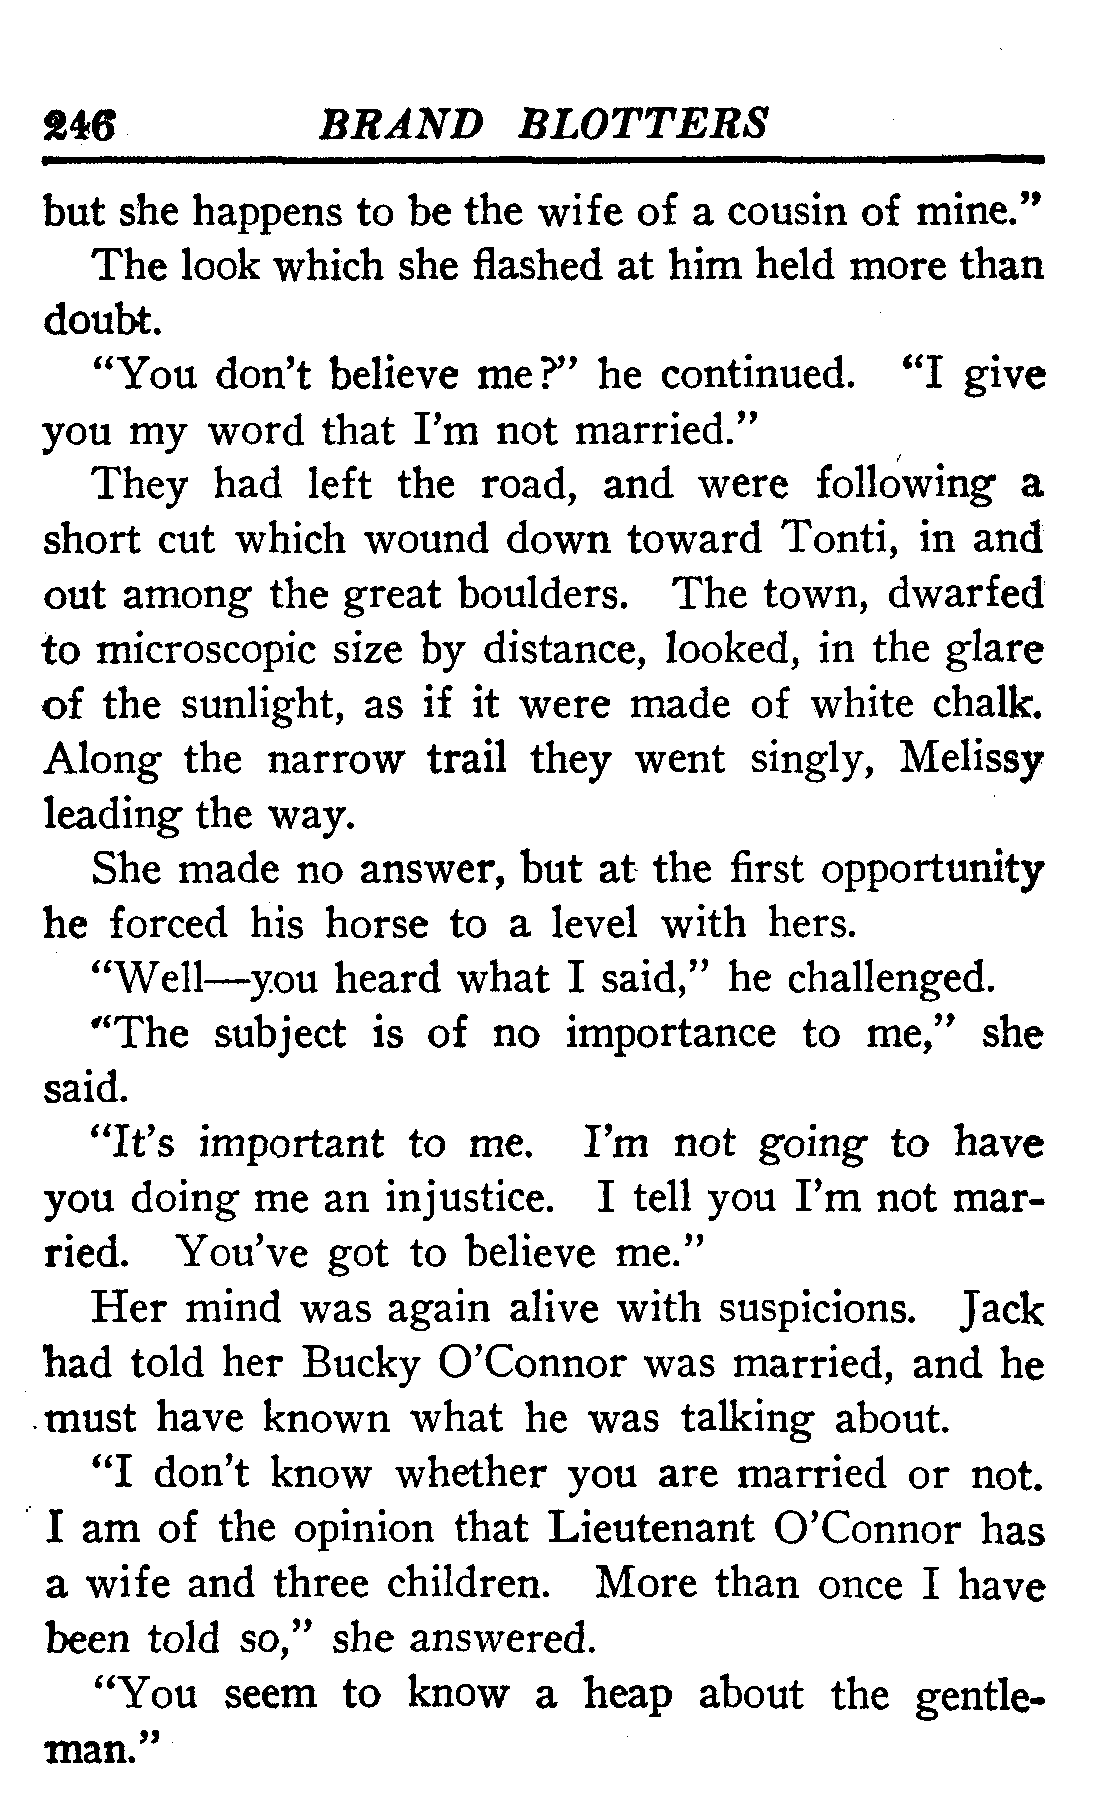 246 BRAND BLOTTERS
but she happens to be the wife of a cousin of mine."
The look which she flashed at him held more than
doubt.
"You don't believe me?" he continued. "I give
you my word that I'm not married."
They had left the road, and were following a
short cut which wound down toward Tonti, in and
out among the great boulders. The town, dwarfed
to microscopic size by distance, looked, in the glare
of the sunlight, as if it were made of white chalk.
Along the narrow trail they went singly, Melissy
leading the way.
She made no answer, but at the first opportunity
he forced his horse to a level with hers.
"Well—you heard what I said," he challenged.
"The subject is of no importance to me," she
said.
"It's important to me. I'm not going to have
you doing me an injustice. I tell you I'm not mar-
ried. You've got to believe me."
Her mind was again alive with suspicions. Jack
had told her Bucky O'Connor was married, and he
must have known what he was talking about.
"I don't know whether you are married or not.
I am of the opinion that Lieutenant O'Connor has
a wife and three children. More than once I have
been told so," she answered.
"You seem to know a heap about the gentle-
man."